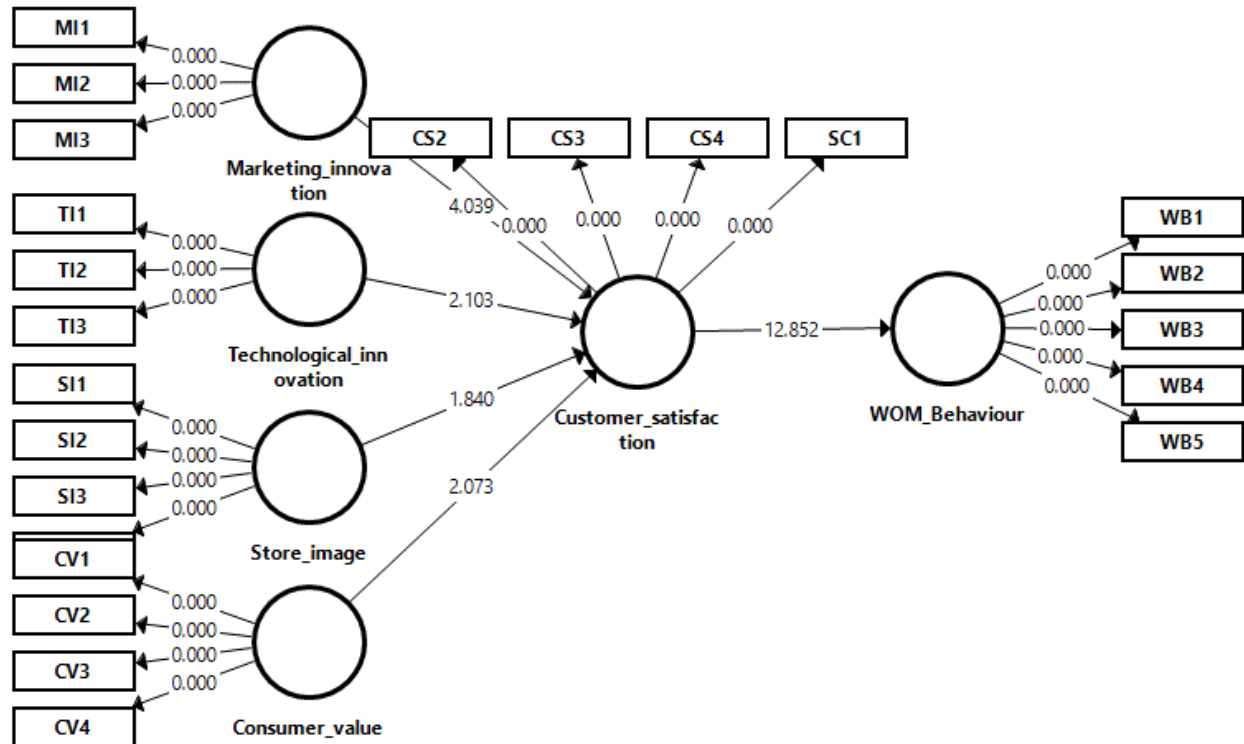 MI1
MI2
MI3
0.000
0.000
0.000
Marketing_innova
tion
4.039
CS2
CS3
CS4
SC1
0.000
0.000
0.000
0.000
TI1
TI2
TI3
0.000
0.000
0.000
Technological_inn
ovation
2.103
SI1
SI2
SI3
0.000
0.000
0.000
0.000
Store_image
1.840
CV1
CV2
CV3
CV4
0.000
0.000
0.000
0.000
Consumer_value
2.073
Customer_satisfac
tion
12.852
WOM_Behaviour
0.000
0.000
0.000
0.000
0.000
WB1
WB2
WB3
WB4
WB5